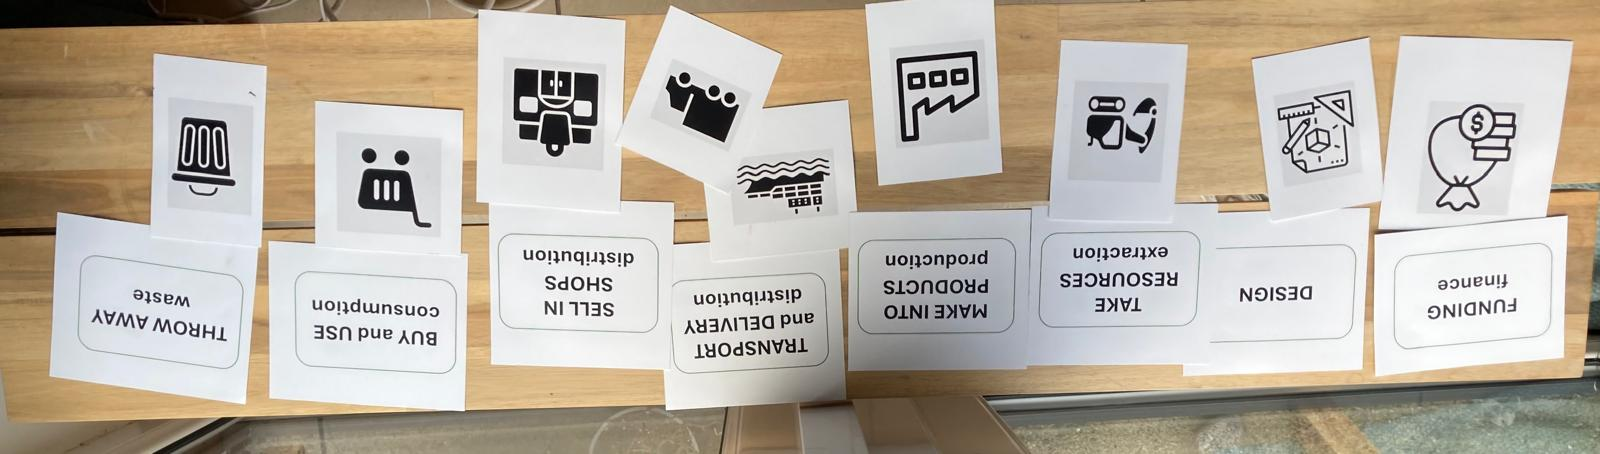 FUNDING
finance
DESIGN
TAKE
RESOURCES
extraction
MAKE INTO
PRODUCTS
production
TRANSPORT
and DELIVERY
distribution
SELL IN
SHOPS
distribution
BUY and USE
consumption
THROW AWAY
waste
$